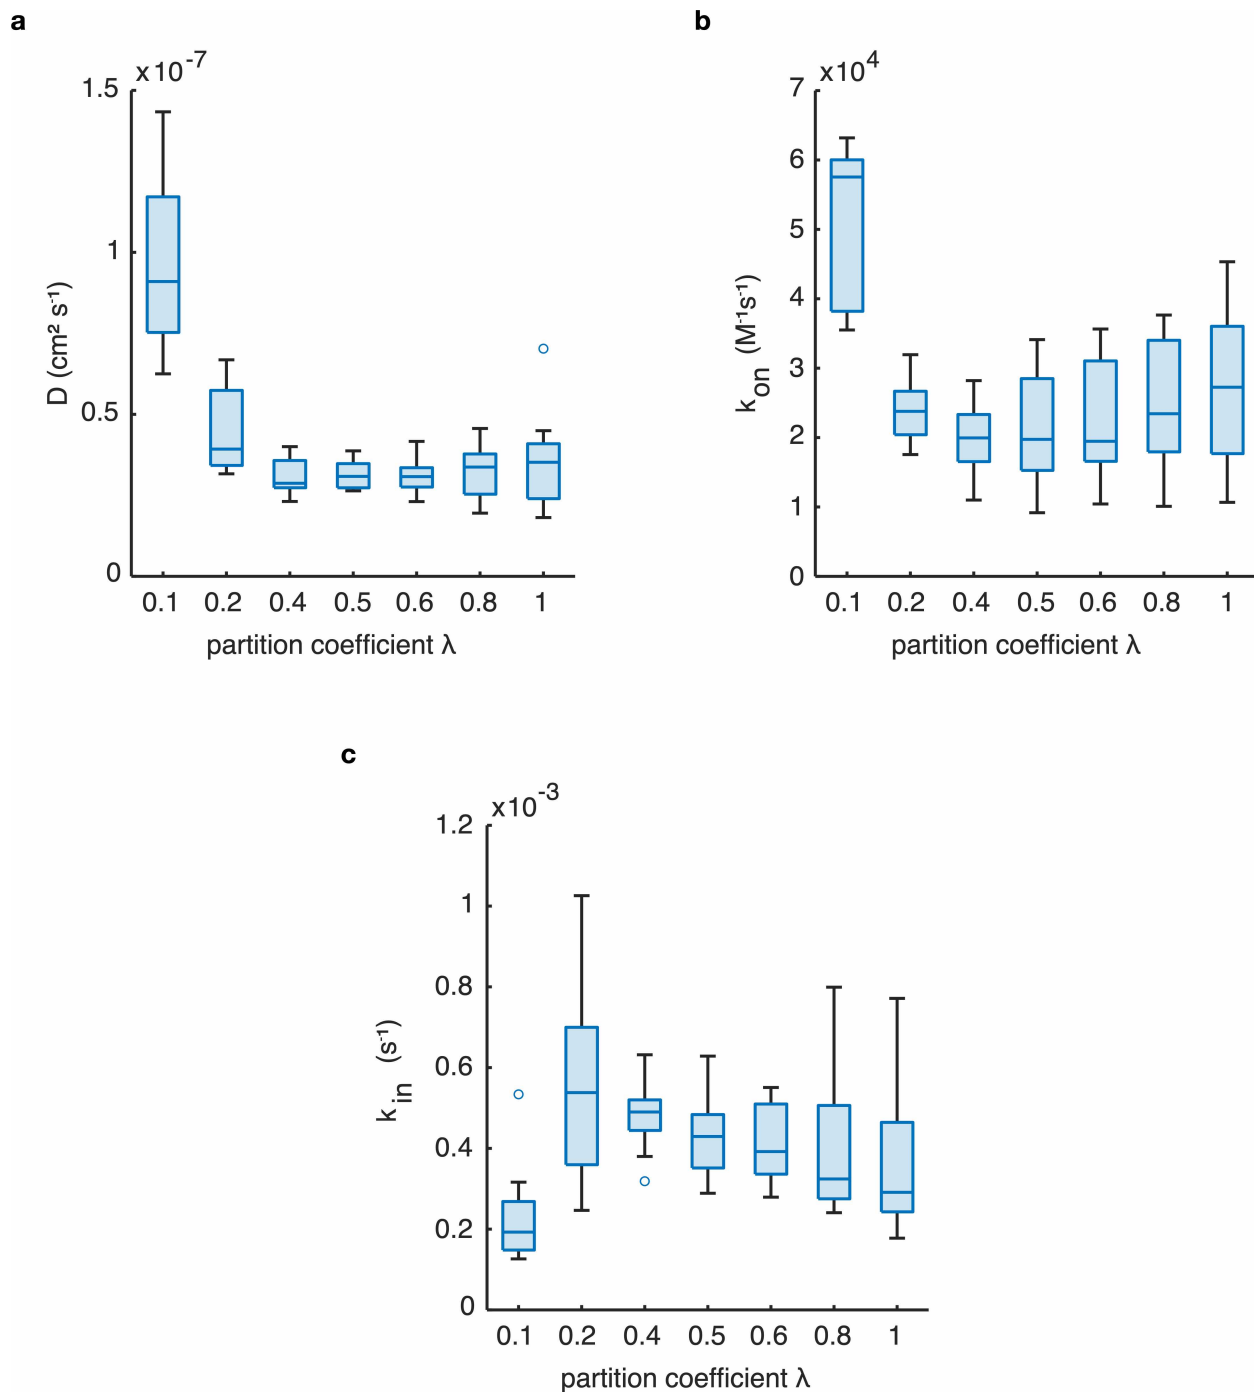 a
x10⁻⁷
1.5
1
0.5
0
D (cm² s⁻¹)
0.1 0.2 0.4 0.5 0.6 0.8 1
partition coefficient λ
b
x10⁴
7
6
5
4
3
2
1
0
kon (M⁻¹s⁻¹)
0.1 0.2 0.4 0.5 0.6 0.8 1
partition coefficient λ
c
x10⁻³
1.2
1
0.8
0.6
0.4
0.2
0
kin (s⁻¹)
0.1 0.2 0.4 0.5 0.6 0.8 1
partition coefficient λ